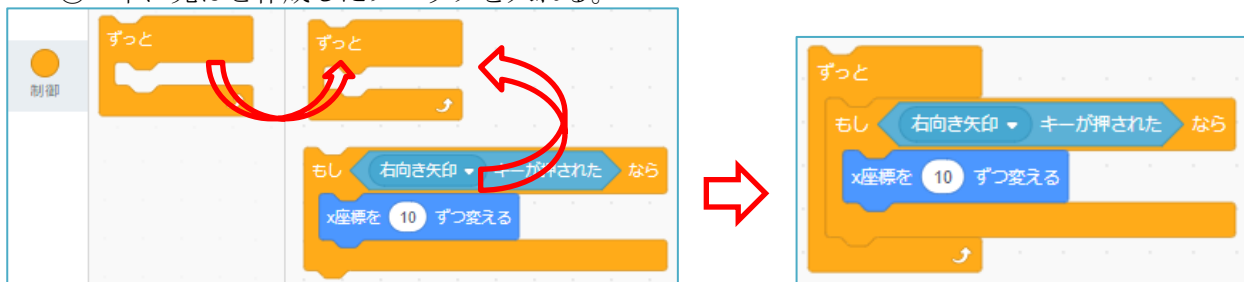 ずっと
制御
ずっと
もし 右向き矢印 キーが押された なら
x座標を 10 ずつ変える
ずっと
もし 右向き矢印 キーが押された なら
x座標を 10 ずつ変える